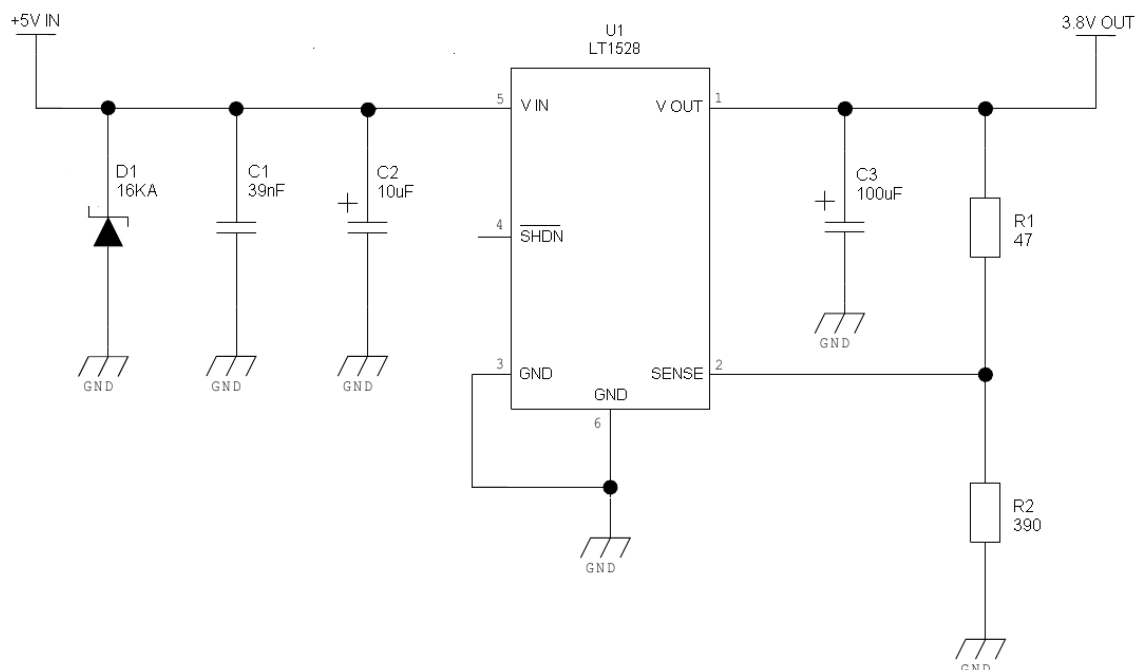 +5V IN
3.8V OUT
U1
LT1528
5
V IN
V OUT
1
D1
16KA
C1
39nF
C2
10uF
+
C3
100uF
+
4
SHDN
R1
47
3
GND
SENSE
2
GND
6
GND
GND
GND
GND
GND
R2
390
GND